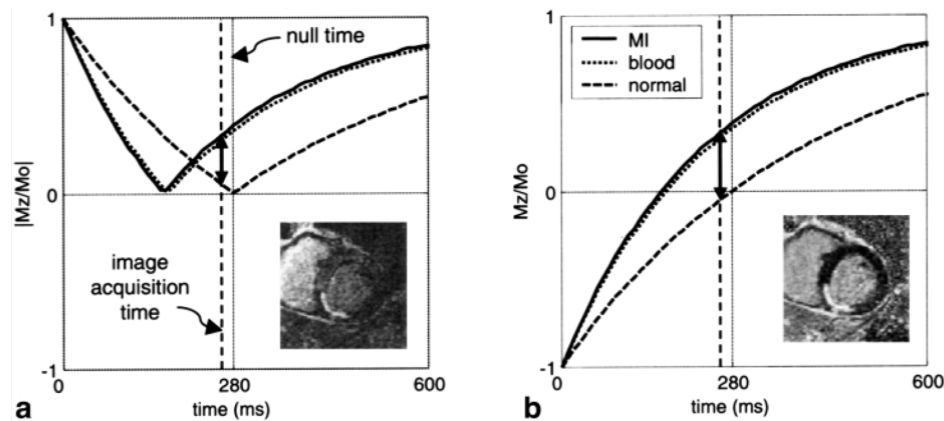 1
null time
|Mz/Mo|
0
image
acquisition
time
-1
0
280
600
time (ms)
a
1
MI
blood
normal
Mz/Mo
0
-1
0
280
600
time (ms)
b